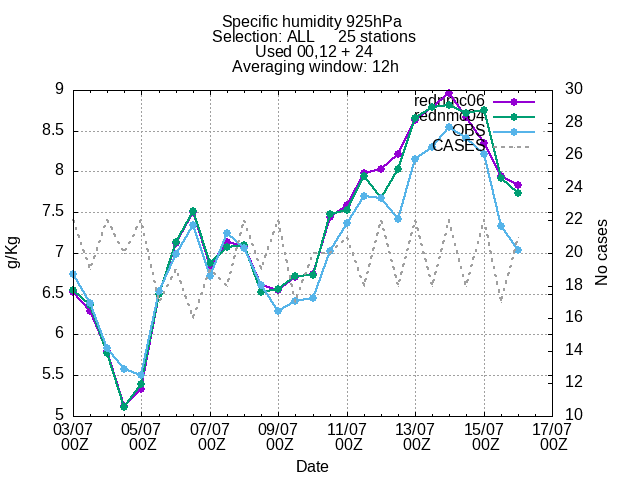 Specific humidity 925hPa
Selection: ALL 25 stations
Used 00,12 + 24
Averaging window: 12h
9
8.5
8
7.5
7
6.5
6
5.5
5
g/Kg
30
28
26
24
22
20
18
16
14
12
10
No cases
rednmc06
rednmc04
OBS
CASES
03/07 05/07 07/07 09/07 11/07 13/07 15/07 17/07
00Z 00Z 00Z 00Z 00Z 00Z 00Z 00Z
Date